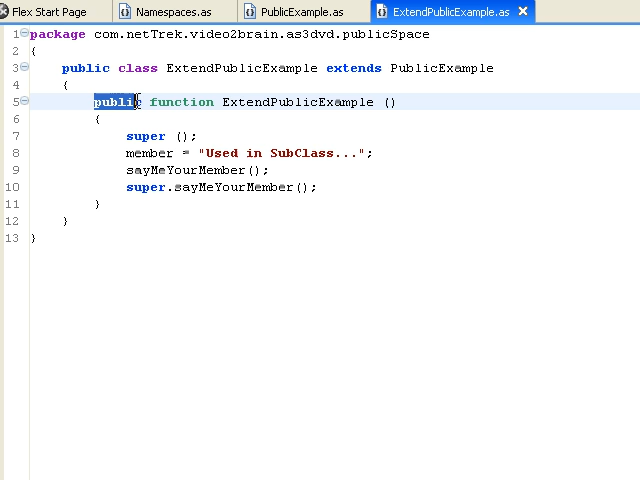 Flex Start Page Namespaces.as PublicExample.as ExtendPublicExample.as
1 package com.netTrek.video2brain.as3dvd.publicSpace
2 {
3 public class ExtendPublicExample extends PublicExample
4 {
5 public function ExtendPublicExample ()
6 {
7 super ();
8 member = "Used in SubClass...";
9 sayMeYourMember();
10 super.sayMeYourMember();
11 }
12 }
13 }